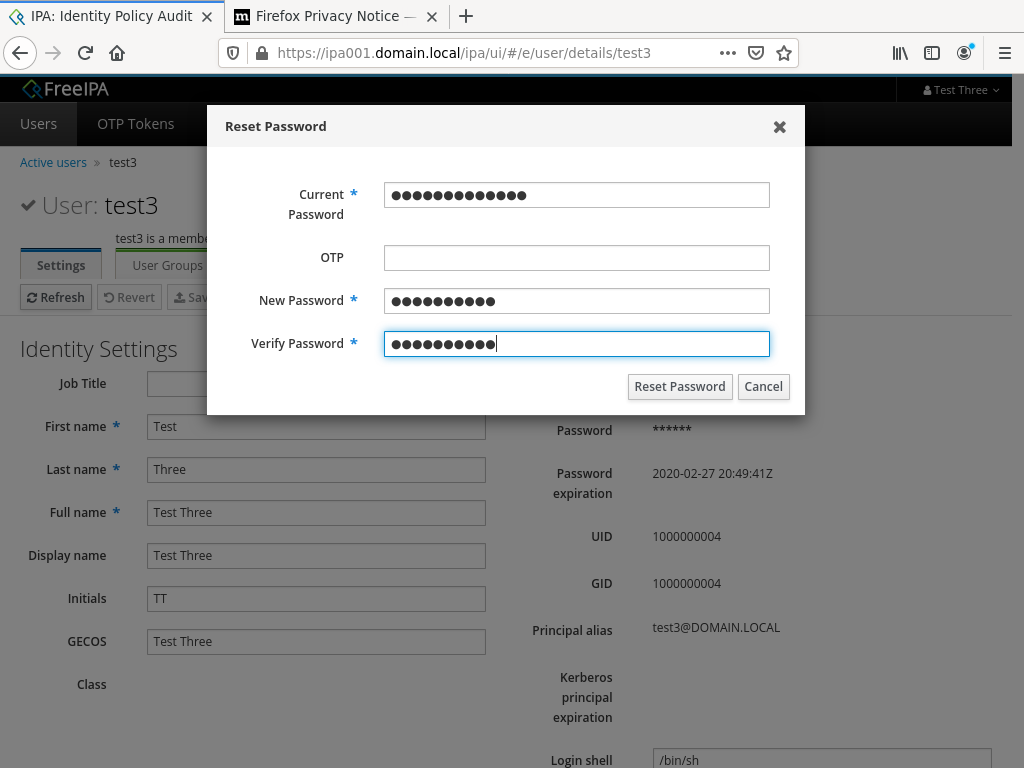 IPA: Identity Policy Audit
Firefox Privacy Notice —
https://ipa001.domain.local/ipa/ui/#/e/user/details/test3
FreeIPA
Test Three
Users
OTP Tokens
Reset Password
Active users » test3
Current Password *
●●●●●●●●●●●●●
User: test3
test3 is a membe
OTP
Settings
User Groups
New Password *
●●●●●●●●●●
Refresh
Revert
Sav
Verify Password *
●●●●●●●●●●
Reset Password
Cancel
Identity Settings
Job Title
First name *
Test
Last name *
Three
Full name *
Test Three
Display name
Test Three
Initials
TT
GECOS
Test Three
Class
Password
******
Password expiration
2020-02-27 20:49:41Z
UID
1000000004
GID
1000000004
Principal alias
test3@DOMAIN.LOCAL
Kerberos principal expiration
Login shell
/bin/sh